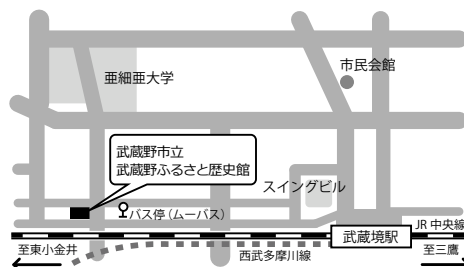 亜細亜大学
市民会館
武蔵野市立
武蔵野ふるさと歴史館
スイングビル
バス停（ムーバス）
JR 中央線
武蔵境駅
至東小金井
西武多摩川線
至三鷹